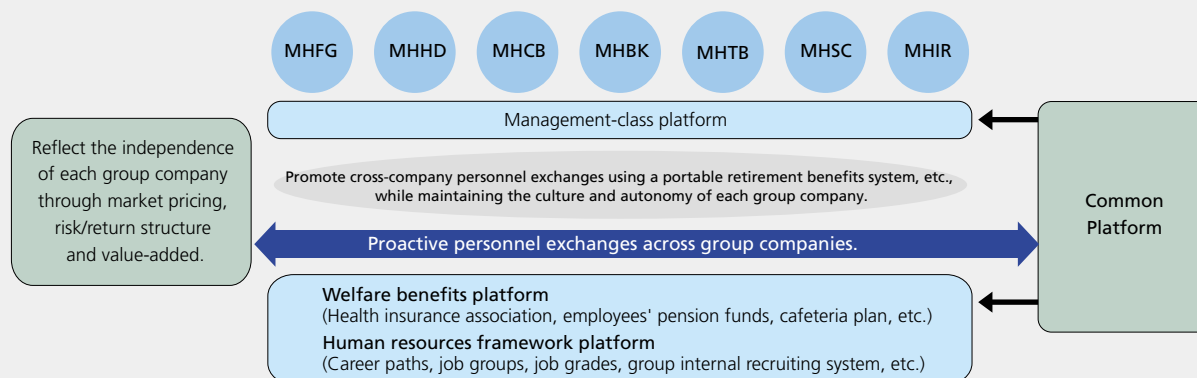 MHFG MHHD MHCB MHBK MHTB MHSC MHIR
Management-class platform
Reflect the independence
of each group company
through market pricing,
risk/return structure
and value-added.
Promote cross-company personnel exchanges using a portable retirement benefits system, etc.,
while maintaining the culture and autonomy of each group company.
Proactive personnel exchanges across group companies.
Common
Platform
Welfare benefits platform
(Health insurance association, employees' pension funds, cafeteria plan, etc.)
Human resources framework platform
(Career paths, job groups, job grades, group internal recruiting system, etc.)